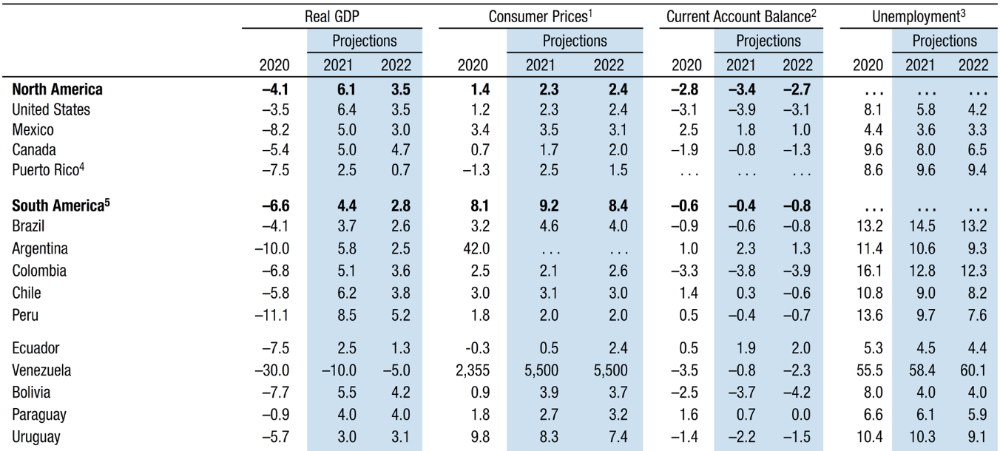 Real GDP Consumer Prices1 Current Account Balance2 Unemployment3
Projections Projections Projections Projections
2020 2021 2022 2020 2021 2022 2020 2021 2022 2020 2021 2022
North America –4.1 6.1 3.5 1.4 2.3 2.4 –2.8 –3.4 –2.7 . . . . . . . . .
United States –3.5 6.4 3.5 1.2 2.3 2.4 –3.1 –3.9 –3.1 8.1 5.8 4.2
Mexico –8.2 5.0 3.0 3.4 3.5 3.1 2.5 1.8 1.0 4.4 3.6 3.3
Canada –5.4 5.0 4.7 0.7 1.7 2.0 –1.9 –0.8 –1.3 9.6 8.0 6.5
Puerto Rico4 –7.5 2.5 0.7 –1.3 2.5 1.5 . . . . . . . . . 8.6 9.6 9.4
South America5 –6.6 4.4 2.8 8.1 9.2 8.4 –0.6 –0.4 –0.8 . . . . . . . . .
Brazil –4.1 3.7 2.6 3.2 4.6 4.0 –0.9 –0.6 –0.8 13.2 14.5 13.2
Argentina –10.0 5.8 2.5 42.0 . . . . . . 1.0 2.3 1.3 11.4 10.6 9.3
Colombia –6.8 5.1 3.6 2.5 2.1 2.6 –3.3 –3.8 –3.9 16.1 12.8 12.3
Chile –5.8 6.2 3.8 3.0 3.1 3.0 1.4 0.3 –0.6 10.8 9.0 8.2
Peru –11.1 8.5 5.2 1.8 2.0 2.0 0.5 –0.4 –0.7 13.6 9.7 7.6
Ecuador –7.5 2.5 1.3 -0.3 0.5 2.4 0.5 1.9 2.0 5.3 4.5 4.4
Venezuela –30.0 –10.0 –5.0 2,355 5,500 5,500 –3.5 –0.8 –2.3 55.5 58.4 60.1
Bolivia –7.7 5.5 4.2 0.9 3.9 3.7 –2.5 –3.7 –4.2 8.0 4.0 4.0
Paraguay –0.9 4.0 4.0 1.8 2.7 3.2 1.6 0.7 0.0 6.6 6.1 5.9
Uruguay –5.7 3.0 3.1 9.8 8.3 7.4 –1.4 –2.2 –1.5 10.4 10.3 9.1